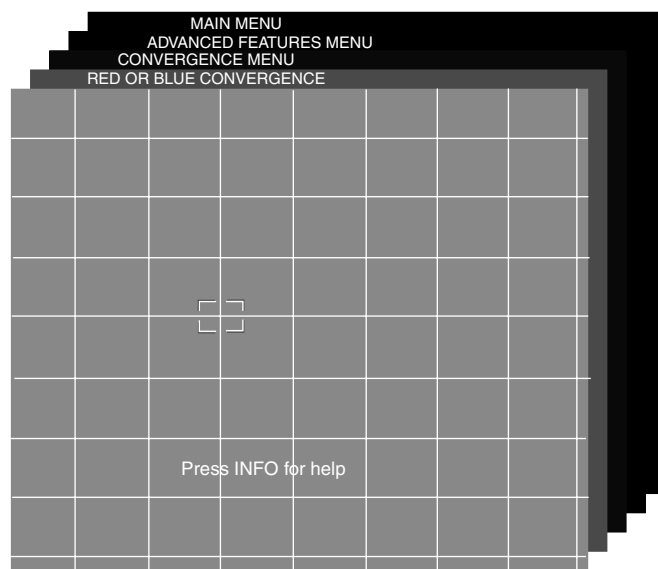 MAIN MENU
ADVANCED FEATURES MENU
CONVERGENCE MENU
RED OR BLUE CONVERGENCE
Press INFO for help